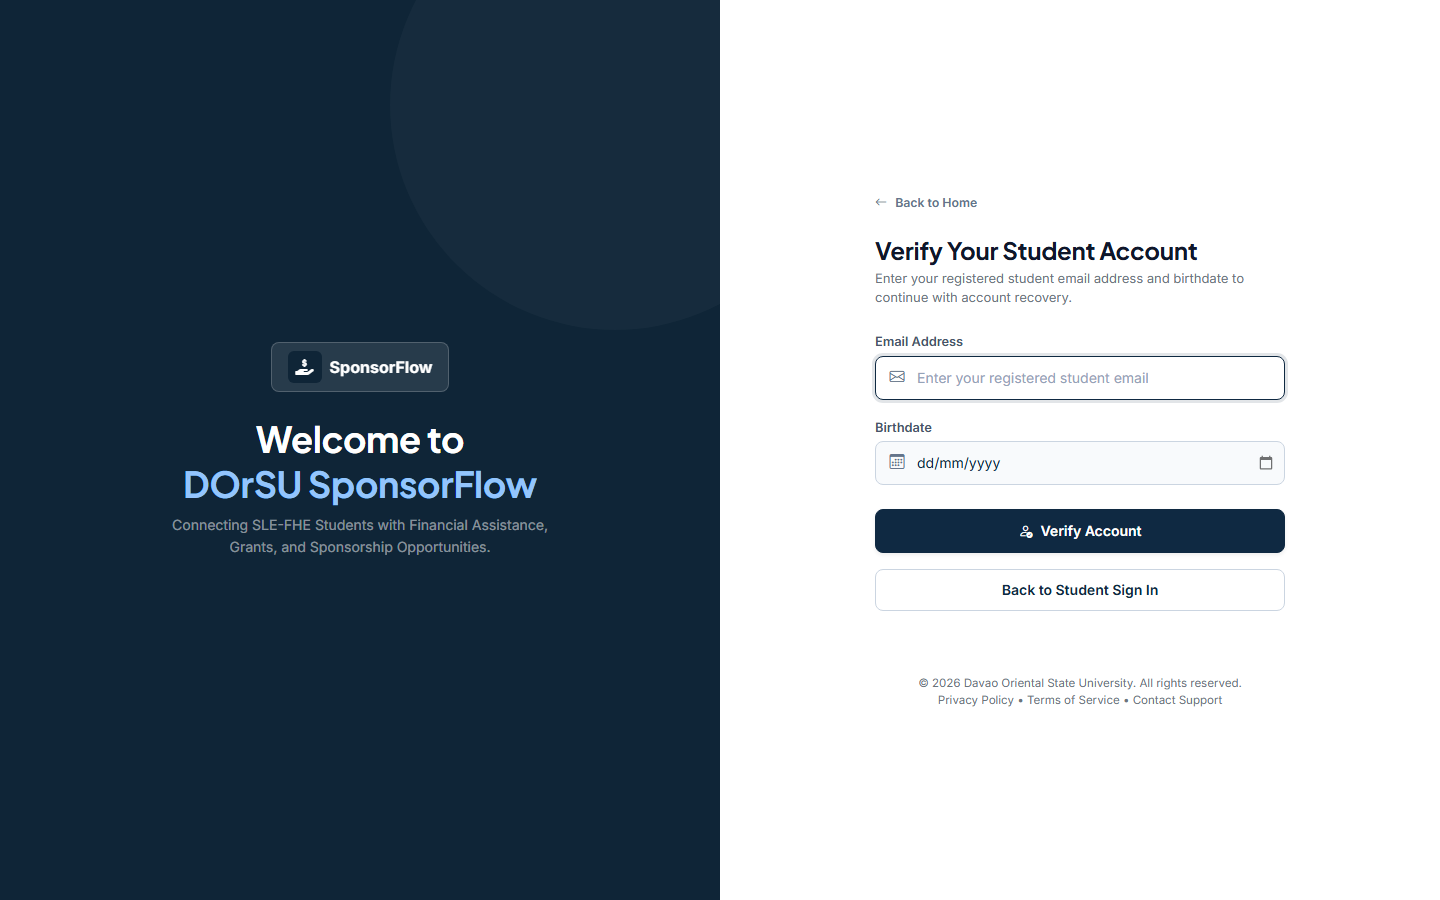 SponsorFlow
Welcome to
DOrSU SponsorFlow
Connecting SLE-FHE Students with Financial Assistance,
Grants, and Sponsorship Opportunities.
Back to Home
Verify Your Student Account
Enter your registered student email address and birthdate to
continue with account recovery.
Email Address
Enter your registered student email
Birthdate
dd/mm/yyyy
Verify Account
Back to Student Sign In
© 2026 Davao Oriental State University. All rights reserved.
Privacy Policy • Terms of Service • Contact Support